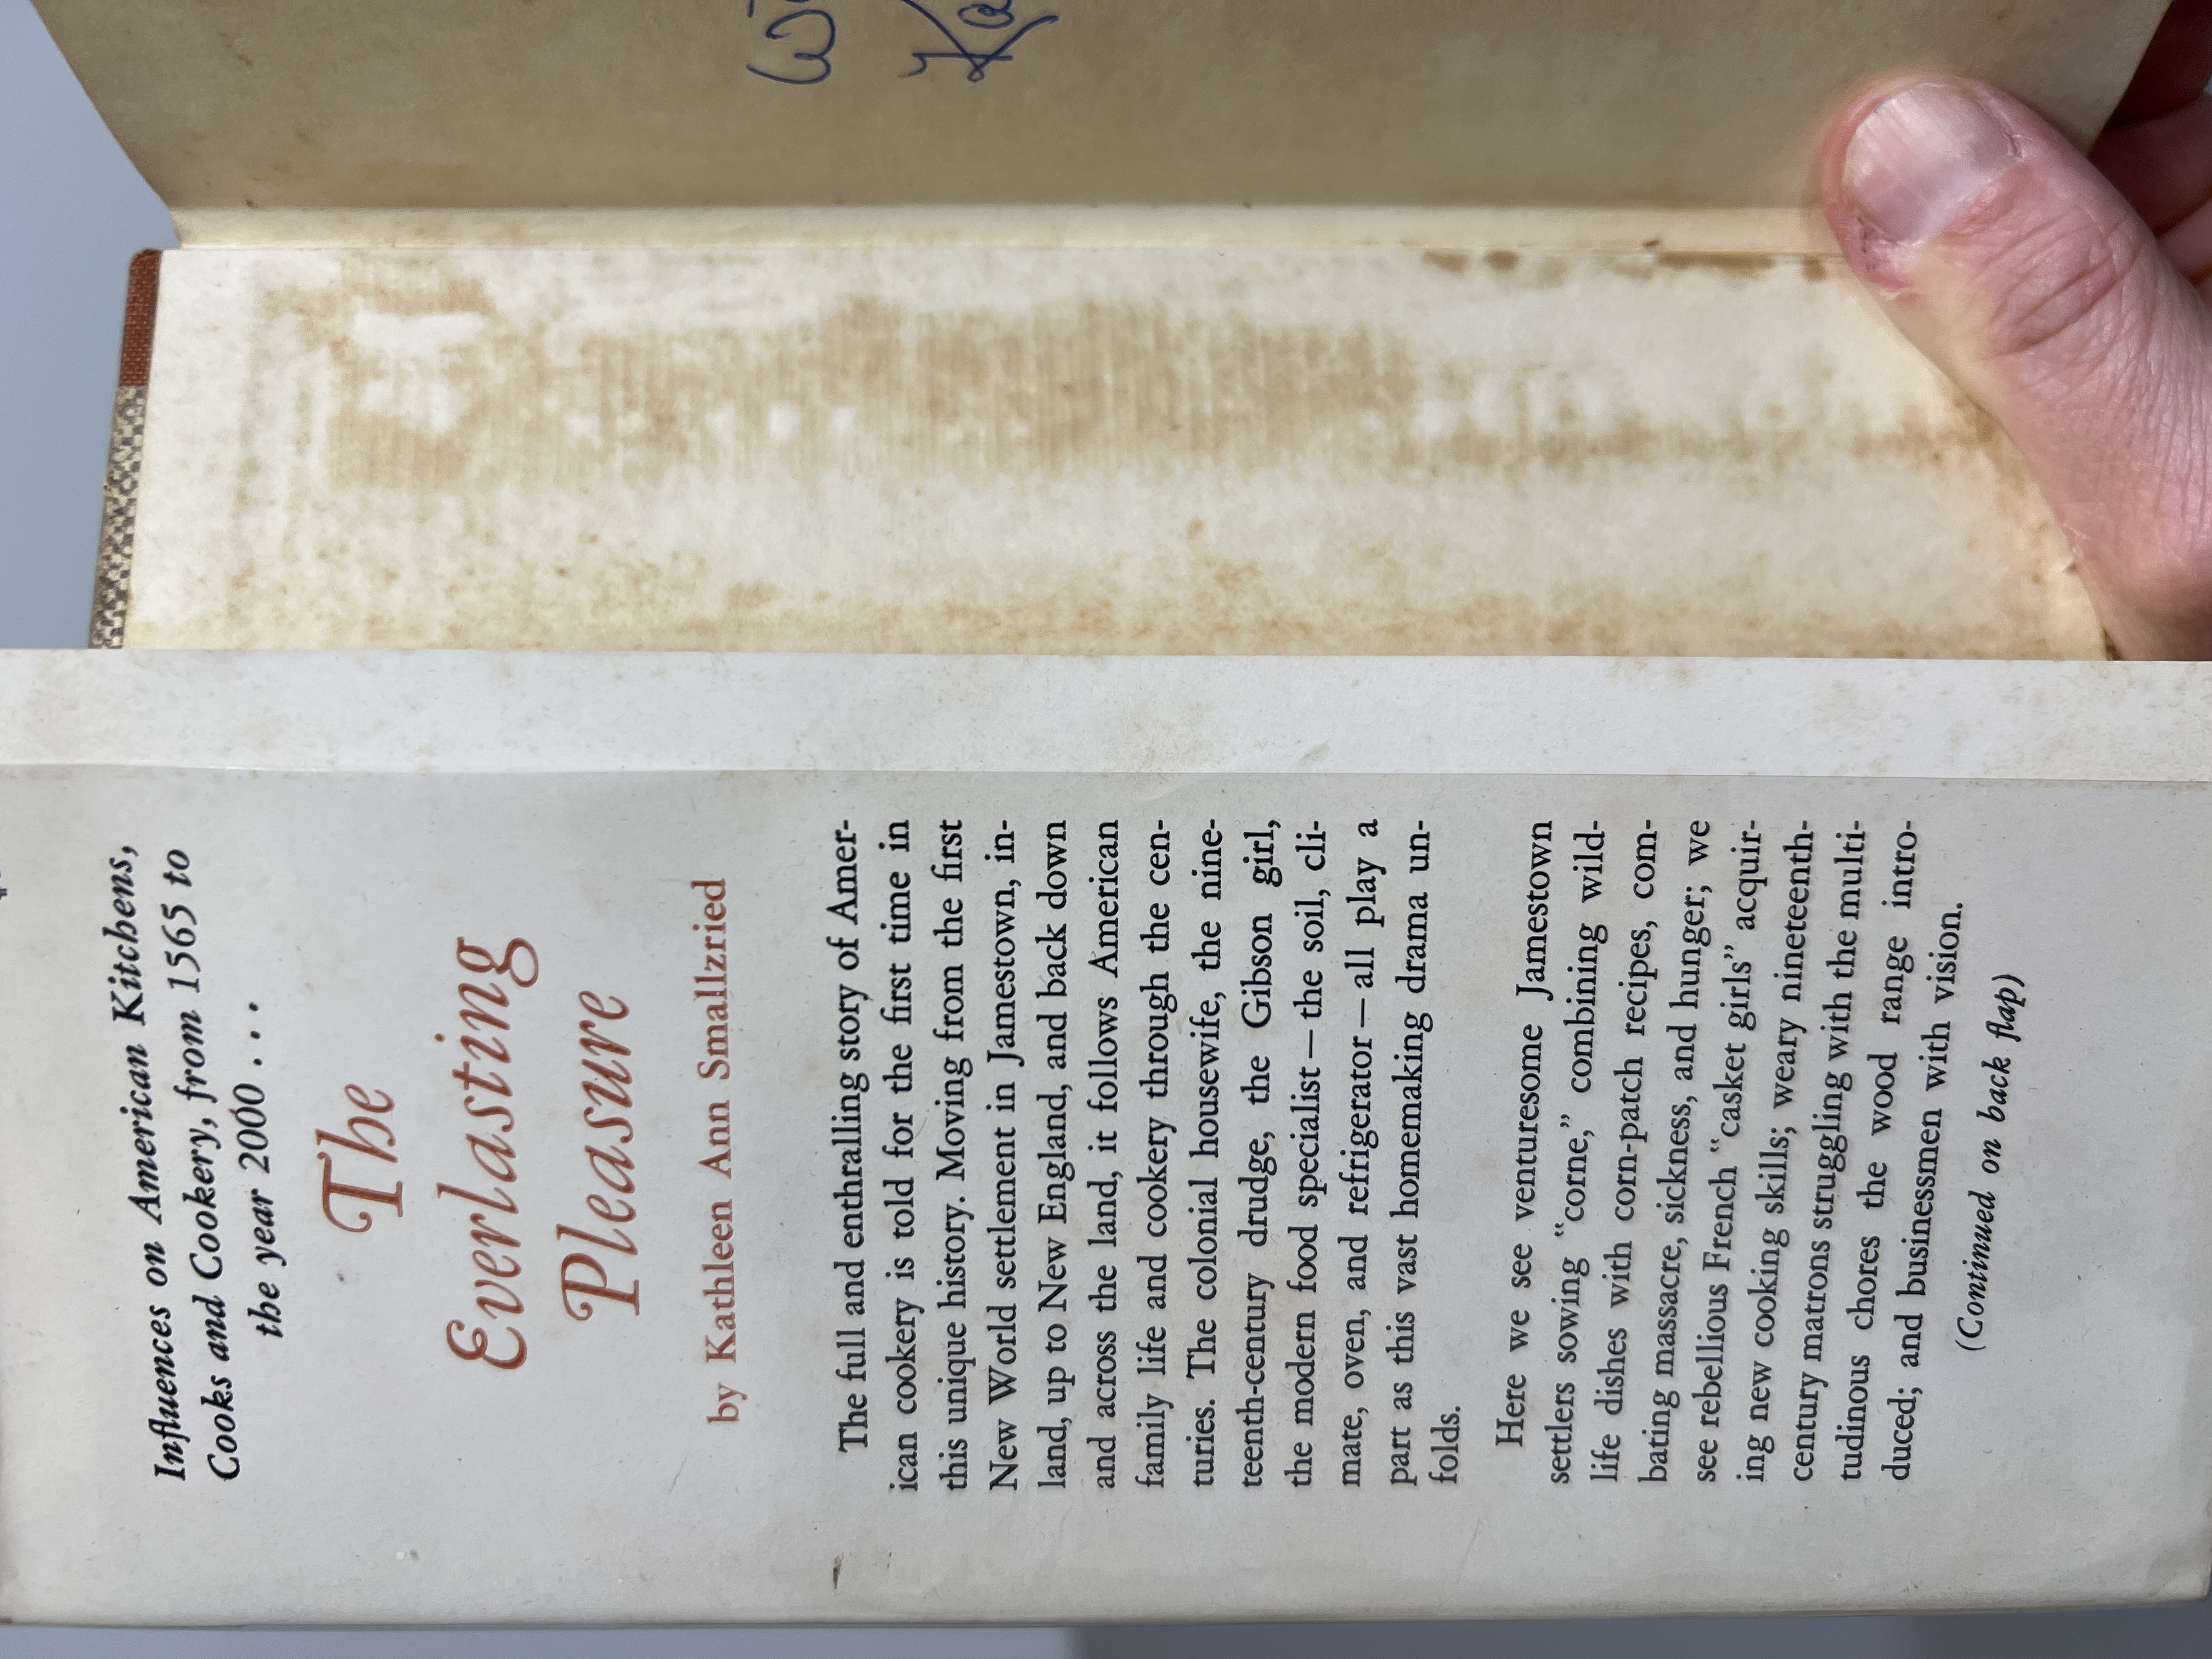 Influences on American Kitchens,
Cooks and Cookery, from 1565 to
the year 2000 . . .
The
Everlasting
Pleasure
by Kathleen Ann Smallzried
The full and enthralling story of Amer-
ican cookery is told for the first time in
this unique history. Moving from the first
New World settlement in Jamestown, in-
land, up to New England, and back down
and across the land, it follows American
family life and cookery through the cen-
turies. The colonial housewife, the nine-
teenth-century drudge, the Gibson girl,
the modern food specialist—the soil, cli-
mate, oven, and refrigerator—all play a
part as this vast homemaking drama un-
folds.
Here we see venturesome Jamestown
settlers sowing “corne,” combining wild-
life dishes with corn-patch recipes, com-
bating massacre, sickness, and hunger; we
see rebellious French “casket girls” acquir-
ing new cooking skills; weary nineteenth-
century matrons struggling with the multi-
tudinous chores the wood range intro-
duced; and businessmen with vision.
(Continued on back flap)